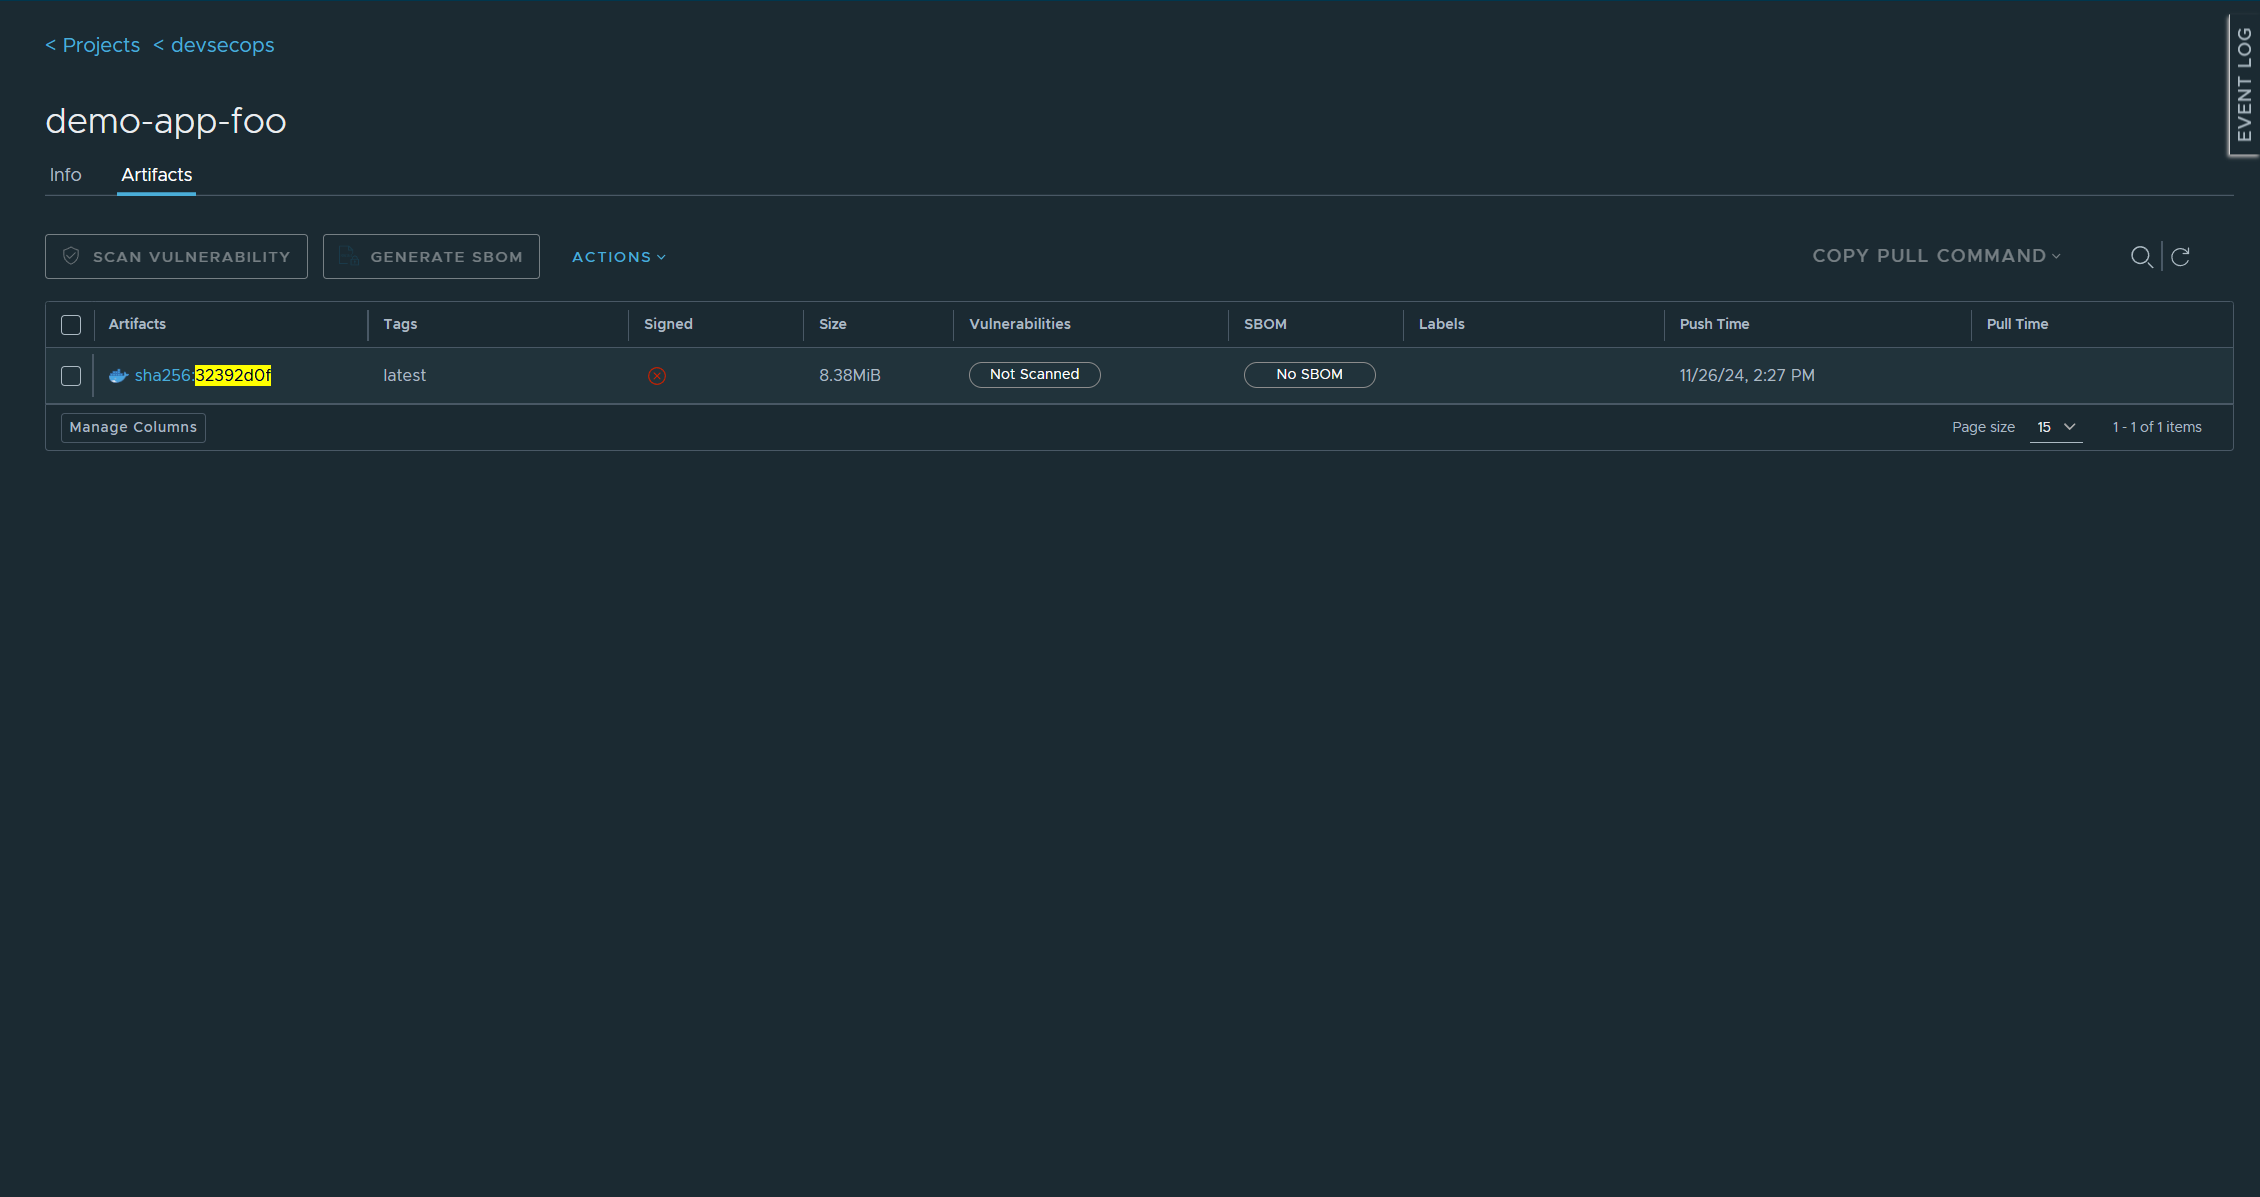 < Projects < devsecops
EVENT LOG
demo-app-foo
Info Artifacts
SCAN VULNERABILITY GENERATE SBOM ACTIONS COPY PULL COMMAND
Artifacts Tags Signed Size Vulnerabilities SBOM Labels Push Time Pull Time
sha256:32392d0f latest 8.38MiB Not Scanned No SBOM 11/26/24, 2:27 PM
Manage Columns Page size 15 1 - 1 of 1 items